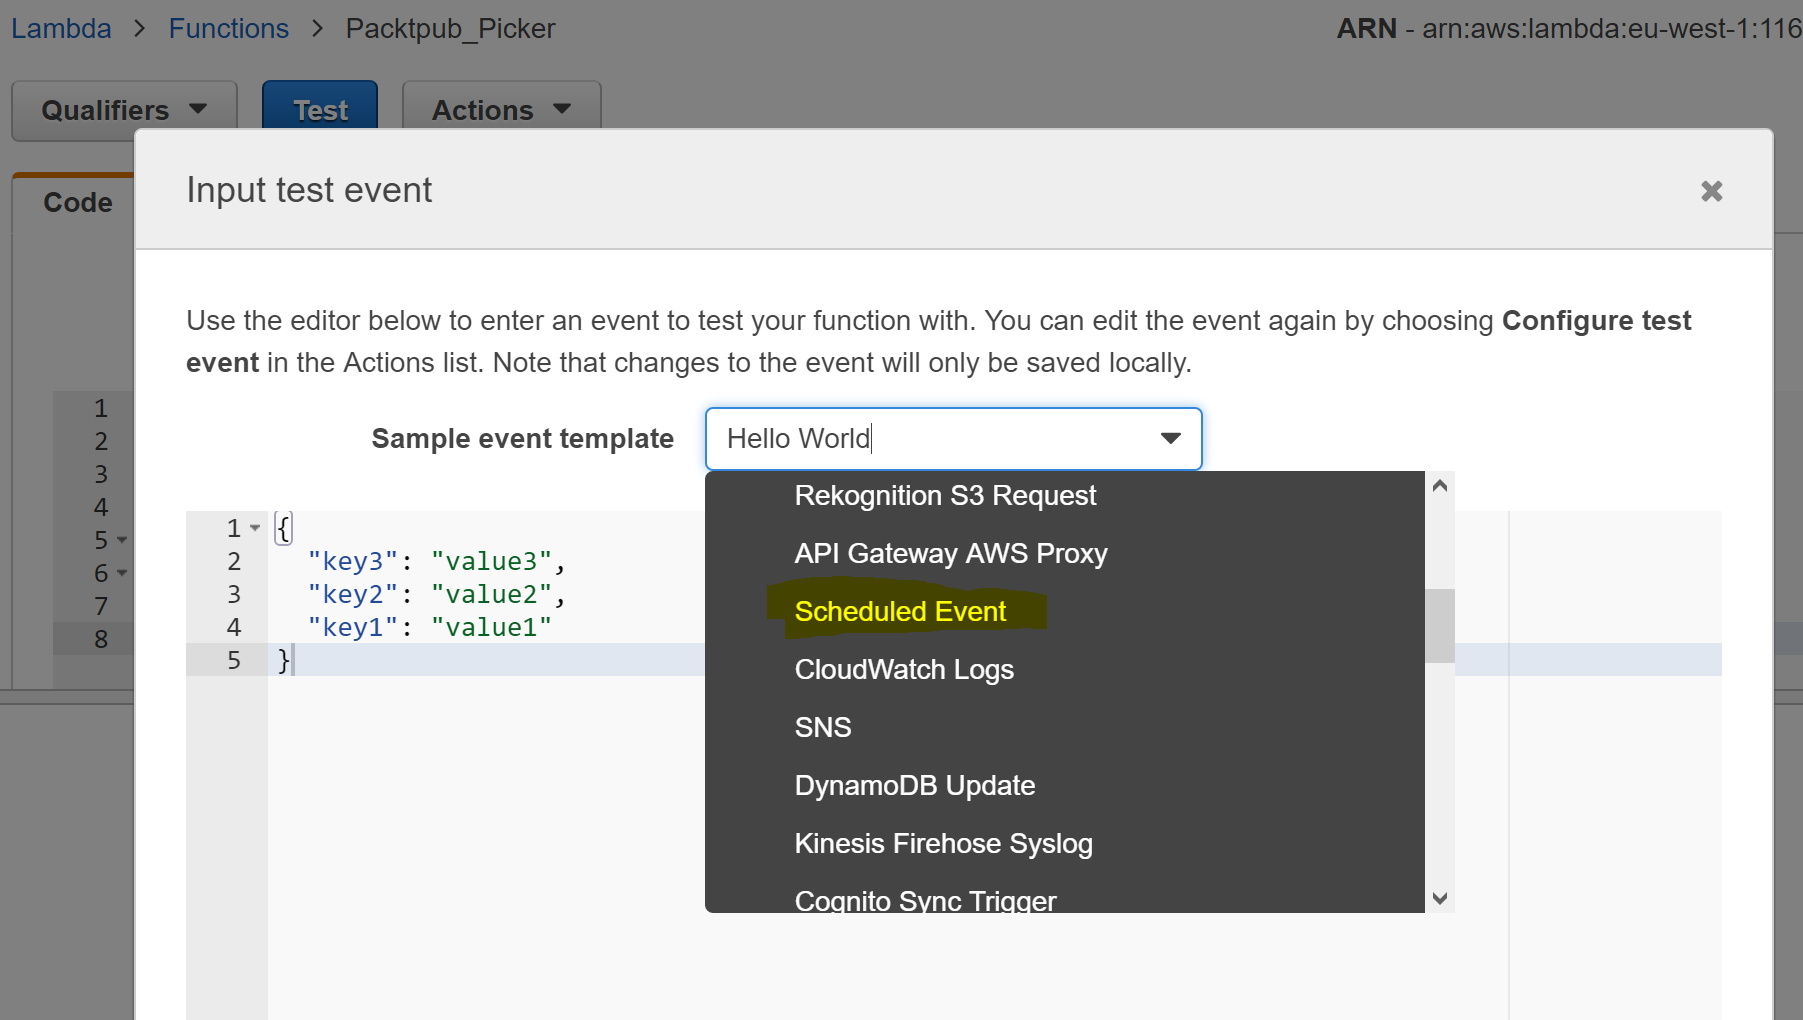 Lambda > Functions > Packtpub_Picker
ARN - arn:aws:lambda:eu-west-1:116
Qualifiers
Test
Actions
Code
Input test event
Use the editor below to enter an event to test your function with. You can edit the event again by choosing Configure test
event in the Actions list. Note that changes to the event will only be saved locally.
Sample event template
Hello World
Rekognition S3 Request
API Gateway AWS Proxy
Scheduled Event
CloudWatch Logs
SNS
DynamoDB Update
Kinesis Firehose Syslog
Cognito Sync Trigger
1
2
3
4
5
6
7
8
1 {
2 "key3": "value3",
3 "key2": "value2",
4 "key1": "value1"
5 }